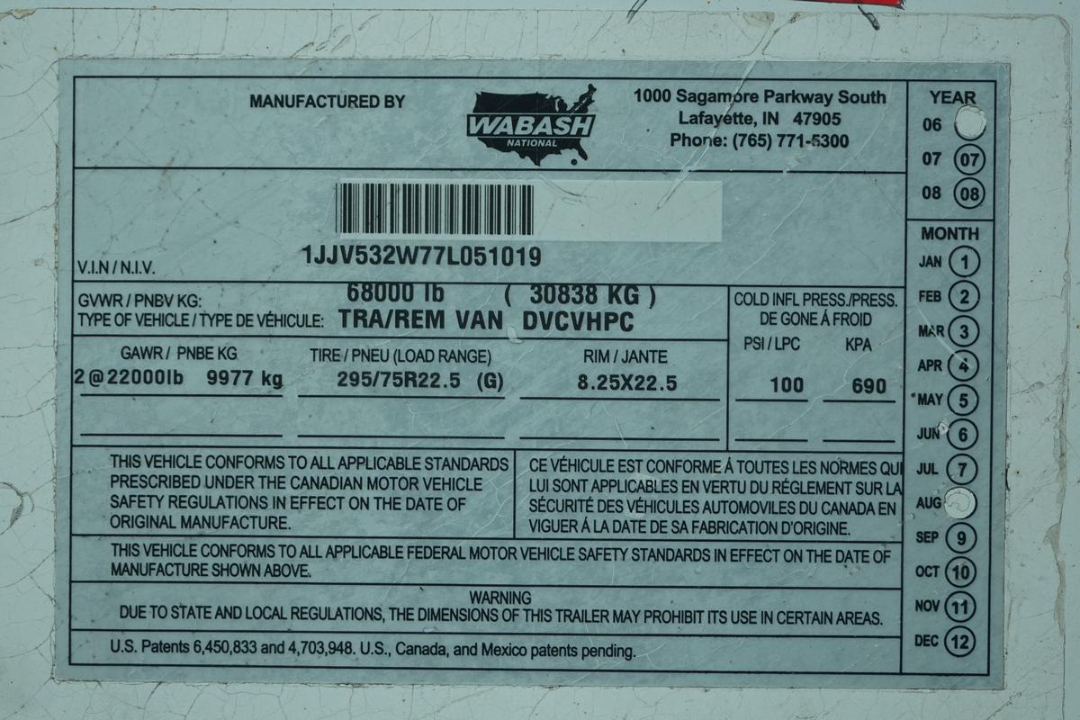 MANUFACTURED BY
WABASH
NATIONAL
1000 Sagamore Parkway South
Lafayette, IN 47905
Phone: (765) 771-5300
1JJV532W77L051019
V.I.N / N.I.V.
GVWR / PNBV KG: 68000 lb ( 30838 KG )
TYPE OF VEHICLE / TYPE DE VÉHICULE: TRA/REM VAN DVCVHPC
COLD INFL PRESS./PRESS.
DE GONE Á FROID
PSI / LPC KPA
GAWR / PNBE KG TIRE / PNEU (LOAD RANGE) RIM / JANTE
2@22000lb 9977 kg 295/75R22.5 (G) 8.25X22.5 100 690
THIS VEHICLE CONFORMS TO ALL APPLICABLE STANDARDS
PRESCRIBED UNDER THE CANADIAN MOTOR VEHICLE
SAFETY REGULATIONS IN EFFECT ON THE DATE OF
ORIGINAL MANUFACTURE.
CE VÉHICULE EST CONFORME Á TOUTES LES NORMES QUI
LUI SONT APPLICABLES EN VERTU DU RÉGLEMENT SUR LA
SÉCURITÉ DES VÉHICULES AUTOMOVILES DU CANADA EN
VIGUER Á LA DATE DE SA FABRICATION D'ORIGINE.
THIS VEHICLE CONFORMS TO ALL APPLICABLE FEDERAL MOTOR VEHICLE SAFETY STANDARDS IN EFFECT ON THE DATE OF
MANUFACTURE SHOWN ABOVE.
WARNING
DUE TO STATE AND LOCAL REGULATIONS, THE DIMENSIONS OF THIS TRAILER MAY PROHIBIT ITS USE IN CERTAIN AREAS.
U.S. Patents 6,450,833 and 4,703,948. U.S., Canada, and Mexico patents pending.
YEAR
06
07 07
08 08
MONTH
JAN 1
FEB 2
MAR 3
APR 4
MAY 5
JUN 6
JUL 7
AUG
SEP 9
OCT 10
NOV 11
DEC 12